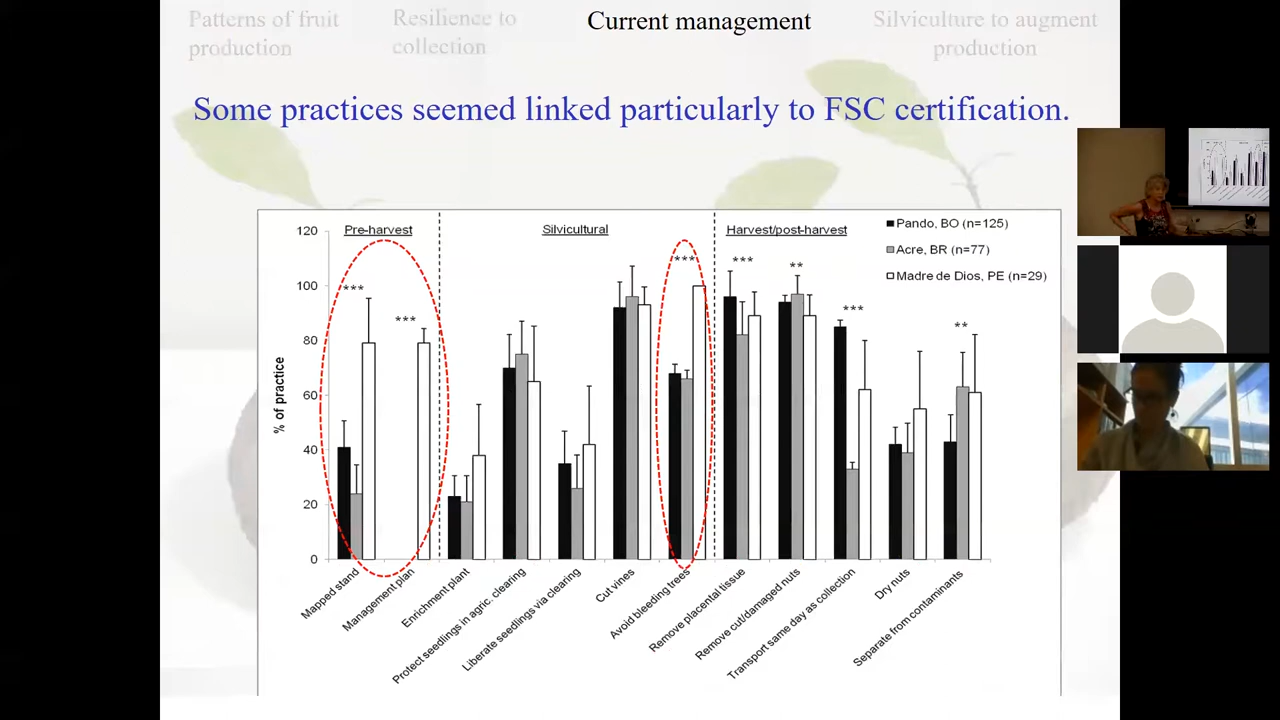 Patterns of fruit
production
Resilience to
collection
Current management
Silviculture to augment
production
Some practices seemed linked particularly to FSC certification.
Pre-harvest
Silvicultural
Harvest/post-harvest
Pando, BO (n=125)
Acre, BR (n=77)
Madre de Dios, PE (n=29)
% of practice
120
100
80
60
40
20
0
***
***
***
***
**
***
**
Mapped stand
Management plan
Enrichment plant
Protect seedlings in agric. clearing
Liberate seedlings via clearing
Cut vines
Avoid bleeding trees
Remove placental tissue
Remove cut/damaged nuts
Transport same day as collection
Dry nuts
Separate from contaminants